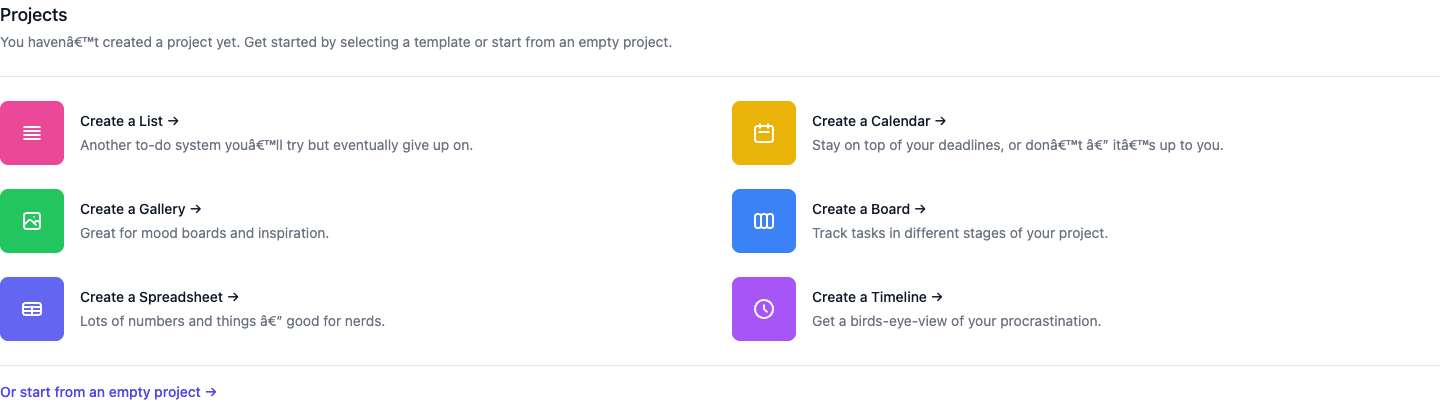 Projects
You havenâ€™t created a project yet. Get started by selecting a template or start from an empty project.
Create a List →
Another to-do system youâ€™ll try but eventually give up on.
Create a Calendar →
Stay on top of your deadlines, or donâ€™t â€” itâ€™s up to you.
Create a Gallery →
Great for mood boards and inspiration.
Create a Board →
Track tasks in different stages of your project.
Create a Spreadsheet →
Lots of numbers and things â€” good for nerds.
Create a Timeline →
Get a birds-eye-view of your procrastination.
Or start from an empty project →